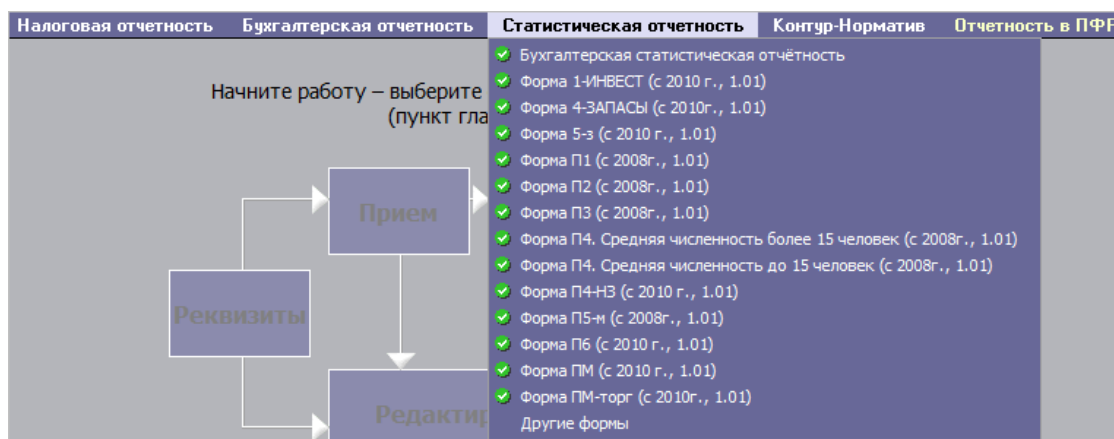 Налоговая отчетность Бухгалтерская отчетность Статистическая отчетность Контур-Норматив Отчетность в ПФР
Бухгалтерская статистическая отчётность
Форма 1-ИНВЕСТ (с 2010 г., 1.01)
Начните работу – выберите
Форма 4-ЗАПАСЫ (с 2010г., 1.01)
(пункт гла
Форма 5-з (с 2010 г., 1.01)
Форма П1 (с 2008г., 1.01)
Форма П2 (с 2008г., 1.01)
Прием
Форма П3 (с 2008г., 1.01)
Форма П4. Средняя численность более 15 человек (с 2008г., 1.01)
Форма П4. Средняя численность до 15 человек (с 2008г., 1.01)
Форма П4-НЗ (с 2010 г., 1.01)
Реквизиты
Форма П5-м (с 2008г., 1.01)
Форма П6 (с 2010 г., 1.01)
Форма ПМ (с 2010 г., 1.01)
Форма ПМ-торг (с 2010г., 1.01)
Редактир
Другие формы